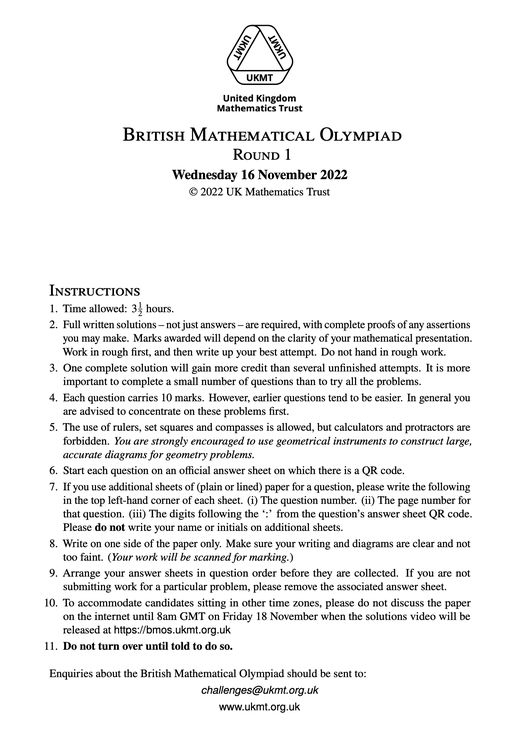 UKMT
UKMT
UKMT
United Kingdom
Mathematics Trust
British Mathematical Olympiad
Round 1
Wednesday 16 November 2022
© 2022 UK Mathematics Trust
Instructions
1. Time allowed: 3½ hours.
2. Full written solutions – not just answers – are required, with complete proofs of any assertions
you may make. Marks awarded will depend on the clarity of your mathematical presentation.
Work in rough first, and then write up your best attempt. Do not hand in rough work.
3. One complete solution will gain more credit than several unfinished attempts. It is more
important to complete a small number of questions than to try all the problems.
4. Each question carries 10 marks. However, earlier questions tend to be easier. In general you
are advised to concentrate on these problems first.
5. The use of rulers, set squares and compasses is allowed, but calculators and protractors are
forbidden. You are strongly encouraged to use geometrical instruments to construct large,
accurate diagrams for geometry problems.
6. Start each question on an official answer sheet on which there is a QR code.
7. If you use additional sheets of (plain or lined) paper for a question, please write the following
in the top left-hand corner of each sheet. (i) The question number. (ii) The page number for
that question. (iii) The digits following the ‘:’ from the question's answer sheet QR code.
Please do not write your name or initials on additional sheets.
8. Write on one side of the paper only. Make sure your writing and diagrams are clear and not
too faint. (Your work will be scanned for marking.)
9. Arrange your answer sheets in question order before they are collected. If you are not
submitting work for a particular problem, please remove the associated answer sheet.
10. To accommodate candidates sitting in other time zones, please do not discuss the paper
on the internet until 8am GMT on Friday 18 November when the solutions video will be
released at https://bmos.ukmt.org.uk
11. Do not turn over until told to do so.
Enquiries about the British Mathematical Olympiad should be sent to:
challenges@ukmt.org.uk
www.ukmt.org.uk